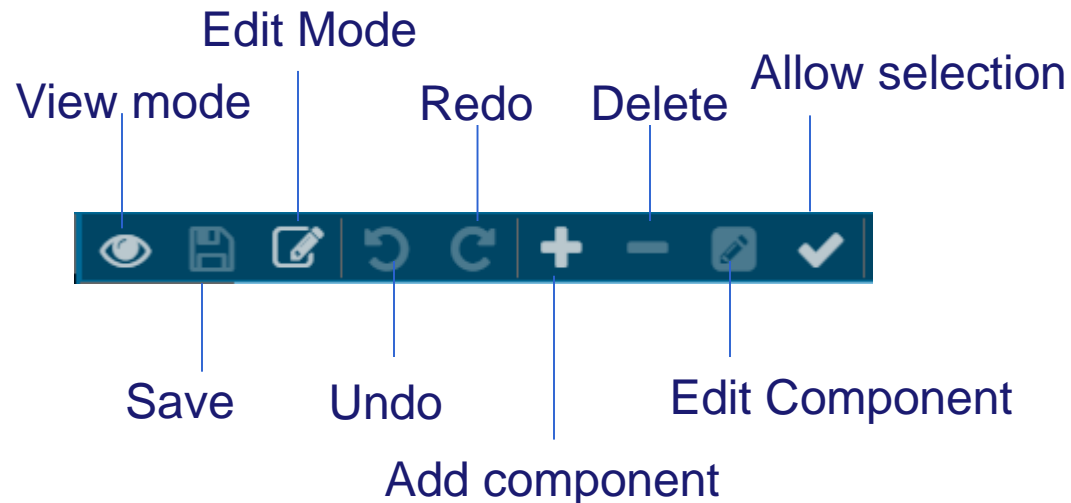 Edit Mode
View mode
Redo
Delete
Allow selection
Save
Undo
Edit Component
Add component